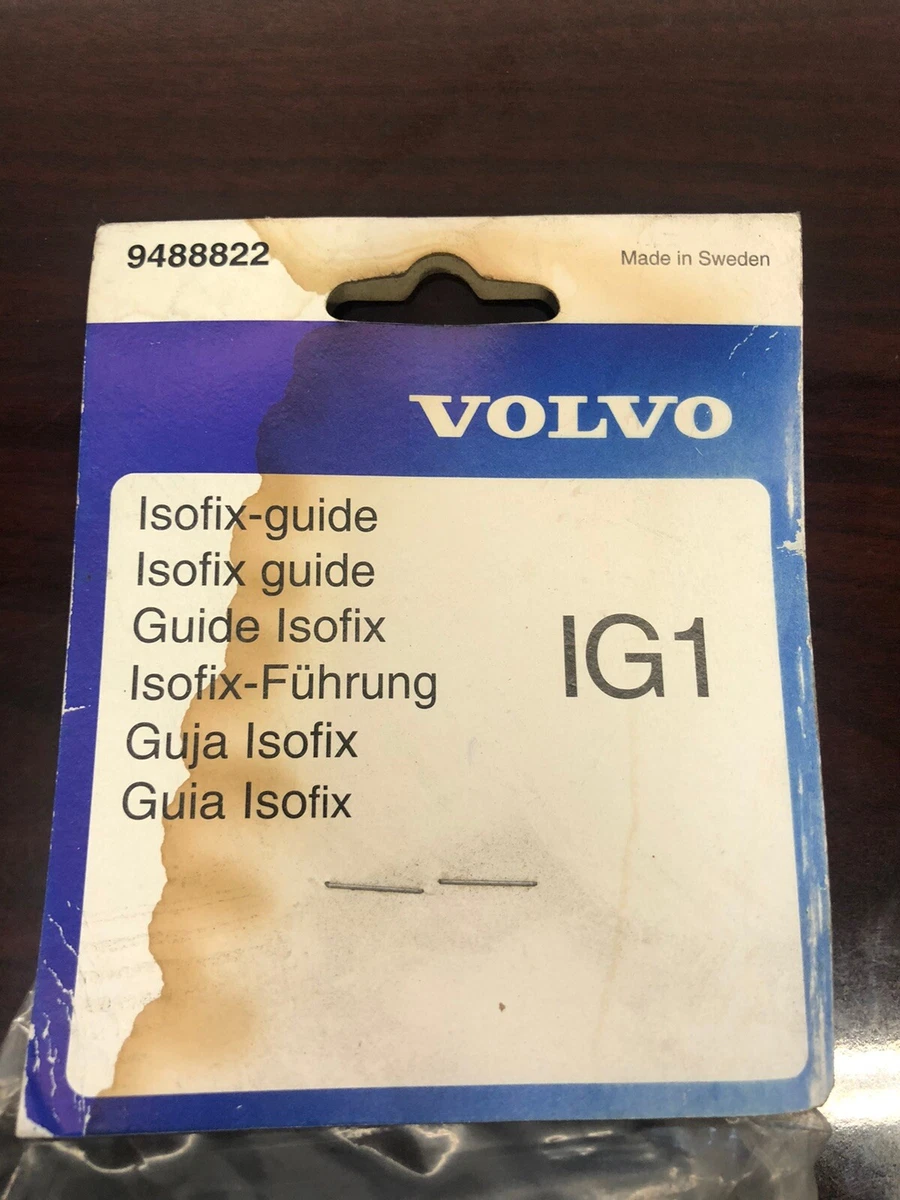 9488822
Made in Sweden
VOLVO
Isofix-guide
Isofix guide
Guide Isofix
Isofix-Führung
Guja Isofix
Guia Isofix
IG1